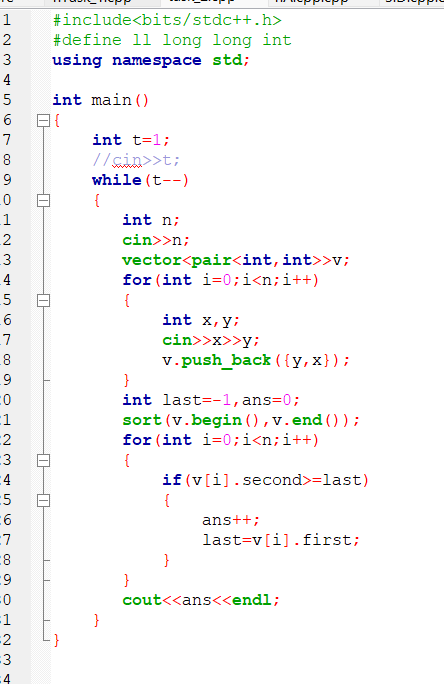 1 #include<bits/stdc++.h>
2 #define ll long long int
3 using namespace std;
4
5 int main()
6 {
7 int t=1;
8 //cin>>t;
9 while(t--)
0 {
1 int n;
2 cin>>n;
3 vector<pair<int,int>>v;
4 for(int i=0;i<n;i++)
5 {
6 int x,y;
7 cin>>x>>y;
8 v.push_back({y,x});
9 }
0 int last=-1,ans=0;
1 sort(v.begin(),v.end());
2 for(int i=0;i<n;i++)
3 {
4 if(v[i].second>=last)
5 {
6 ans++;
7 last=v[i].first;
8 }
9 }
0 cout<<ans<<endl;
1 }
2 }
3
4